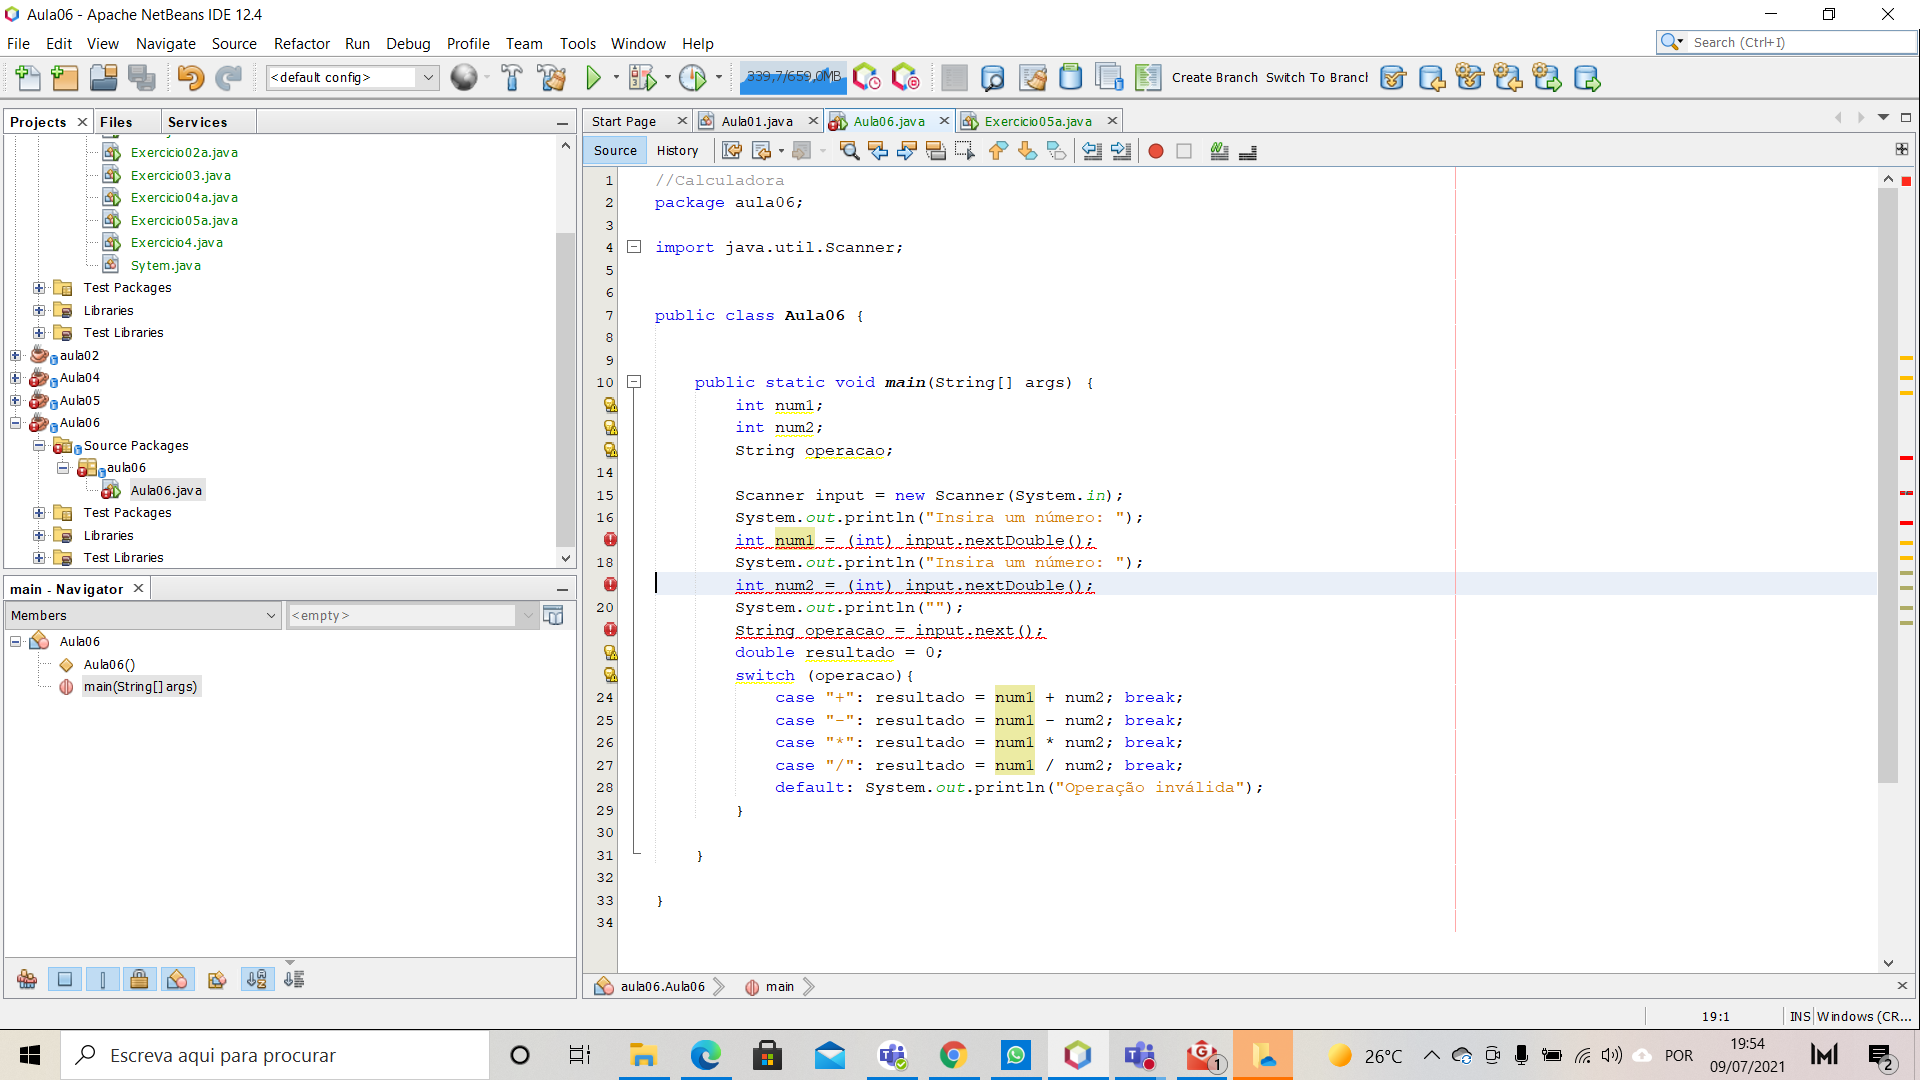 Aula06 - Apache NetBeans IDE 12.4
File Edit View Navigate Source Refactor Run Debug Profile Team Tools Window Help
Search (Ctrl+I)
<default config>
339,7/659,0MB
Create Branch Switch To Branch
Projects Files Services
Exercicio02a.java
Exercicio03.java
Exercicio04a.java
Exercicio05a.java
Exercicio4.java
Sytem.java
Test Packages
Libraries
Test Libraries
aula02
Aula04
Aula05
Aula06
Source Packages
aula06
Aula06.java
Test Packages
Libraries
Test Libraries
main - Navigator
Members
<empty>
Aula06
Aula06()
main(String[] args)
Start Page Aula01.java Aula06.java Exercicio05a.java
Source History
1 //Calculadora
2 package aula06;
3
4 import java.util.Scanner;
5
6
7 public class Aula06 {
8
9
10 public static void main(String[] args) {
int num1;
int num2;
String operacao;
14
15 Scanner input = new Scanner(System.in);
16 System.out.println("Insira um número: ");
int num1 = (int) input.nextDouble();
18 System.out.println("Insira um número: ");
int num2 = (int) input.nextDouble();
20 System.out.println("");
String operacao = input.next();
double resultado = 0;
switch (operacao){
24 case "+": resultado = num1 + num2; break;
25 case "-": resultado = num1 - num2; break;
26 case "*": resultado = num1 * num2; break;
27 case "/": resultado = num1 / num2; break;
28 default: System.out.println("Operação inválida");
29 }
30
31 }
32
33 }
34
aula06.Aula06 main
19:1 INS Windows (CR...
Escreva aqui para procurar
1
26°C
POR
19:54
09/07/2021
2